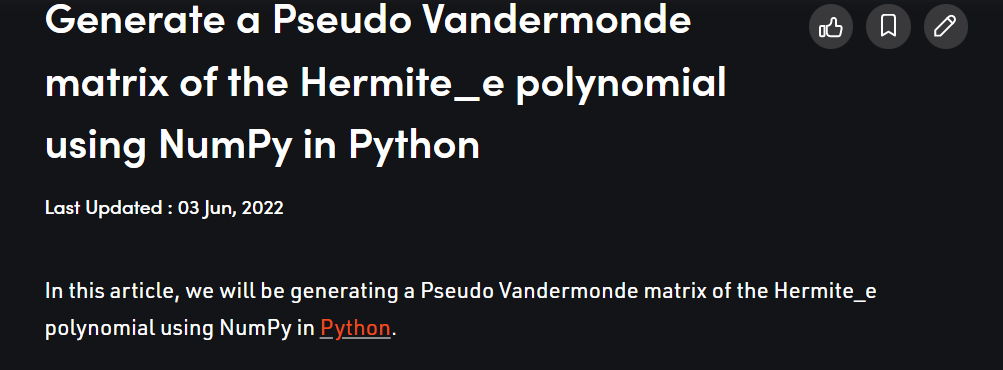 Generate a Pseudo Vandermonde
matrix of the Hermite_e polynomial
using NumPy in Python
Last Updated : 03 Jun, 2022
In this article, we will be generating a Pseudo Vandermonde matrix of the Hermite_e
polynomial using NumPy in Python.